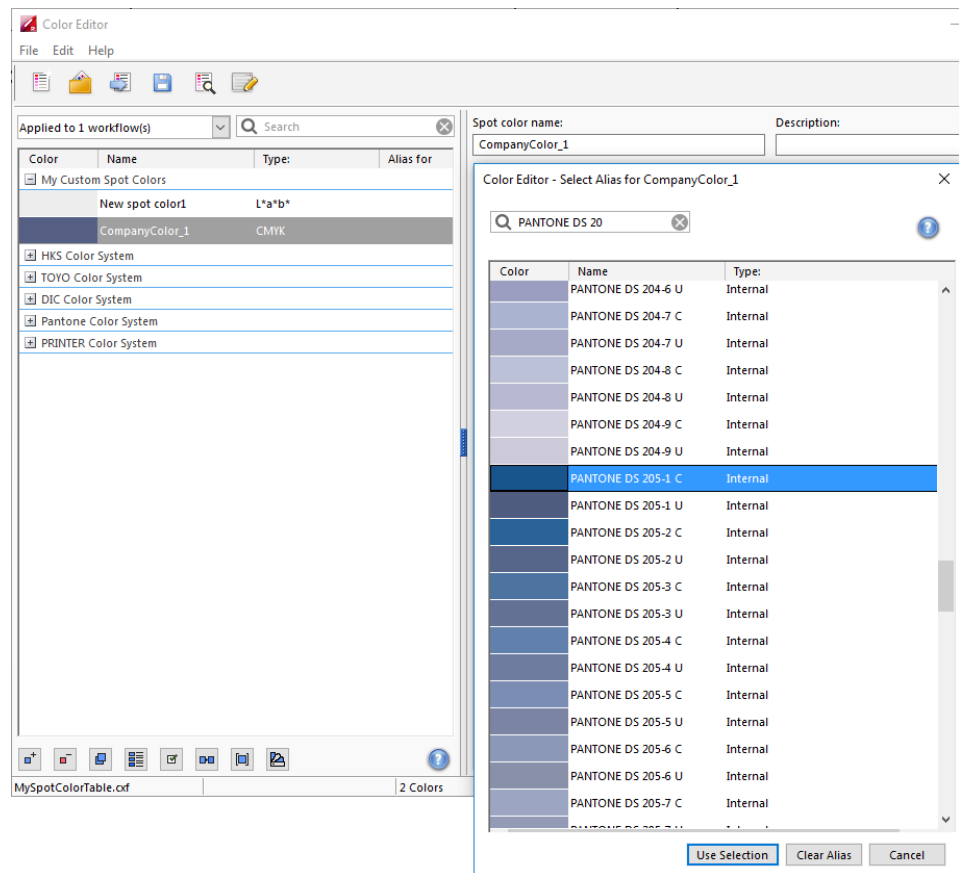 Color Editor
File Edit Help
Applied to 1 workflow(s)
Search
Color Name Type: Alias for
My Custom Spot Colors
New spot color1 L*a*b*
CompanyColor_1 CMYK
HKS Color System
TOYO Color System
DIC Color System
Pantone Color System
PRINTER Color System
MySpotColorTable.cxf 2 Colors
Spot color name: Description:
CompanyColor_1
Color Editor - Select Alias for CompanyColor_1
PANTONE DS 20
Color Name Type:
PANTONE DS 204-6 U Internal
PANTONE DS 204-7 C Internal
PANTONE DS 204-7 U Internal
PANTONE DS 204-8 C Internal
PANTONE DS 204-8 U Internal
PANTONE DS 204-9 C Internal
PANTONE DS 204-9 U Internal
PANTONE DS 205-1 C Internal
PANTONE DS 205-1 U Internal
PANTONE DS 205-2 C Internal
PANTONE DS 205-2 U Internal
PANTONE DS 205-3 C Internal
PANTONE DS 205-3 U Internal
PANTONE DS 205-4 C Internal
PANTONE DS 205-4 U Internal
PANTONE DS 205-5 C Internal
PANTONE DS 205-5 U Internal
PANTONE DS 205-6 C Internal
PANTONE DS 205-6 U Internal
PANTONE DS 205-7 C Internal
Use Selection Clear Alias Cancel